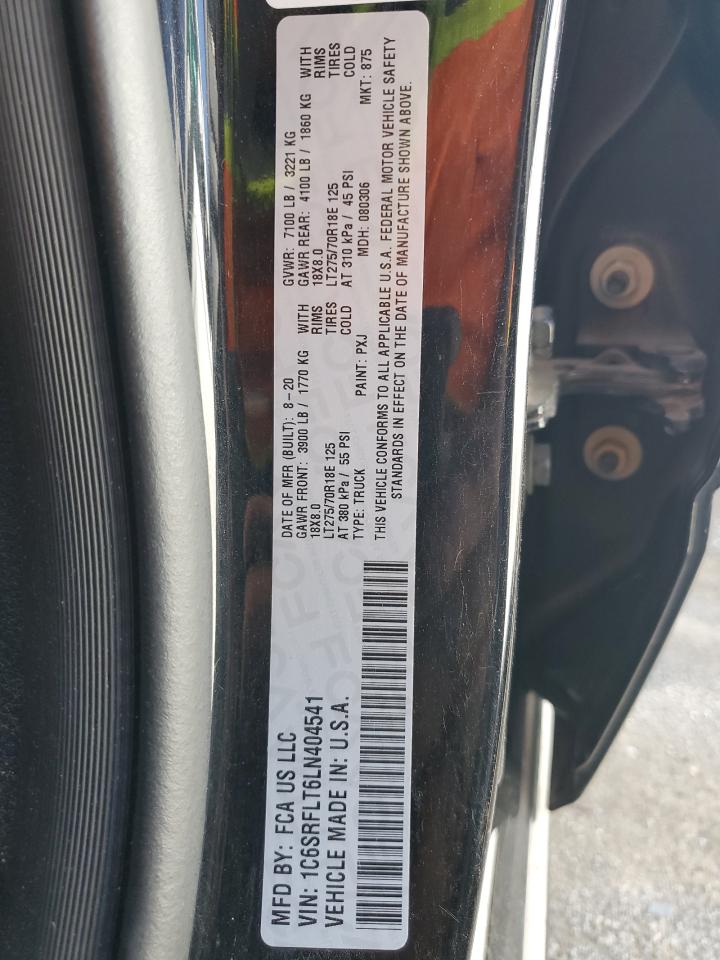 MFD BY: FCA US LLC
VIN: 1C6SRFLT6LN404541
VEHICLE MADE IN: U.S.A.
DATE OF MFR (BUILT): 8-20 GVWR: 7100 LB / 3221 KG
GAWR FRONT: 3900 LB / 1770 KG WITH GAWR REAR: 4100 LB / 1860 KG WITH
18X8.0 RIMS 18X8.0 RIMS
LT275/70R18E 125 TIRES LT275/70R18E 125 TIRES
AT 380 kPa / 55 PSI COLD AT 310 kPa / 45 PSI COLD
TYPE: TRUCK PAINT: PXJ MDH: 080306 MKT: 875
THIS VEHICLE CONFORMS TO ALL APPLICABLE U.S.A. FEDERAL MOTOR VEHICLE SAFETY
STANDARDS IN EFFECT ON THE DATE OF MANUFACTURE SHOWN ABOVE.